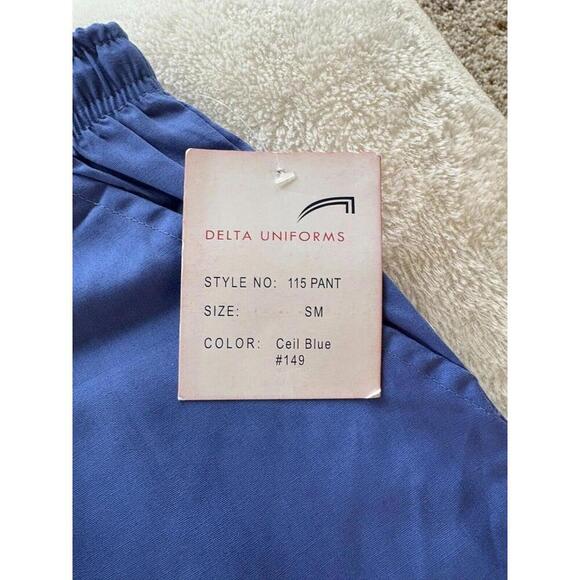 DELTA UNIFORMS
STYLE NO: 115 PANT
SIZE: SM
COLOR: Ceil Blue
#149